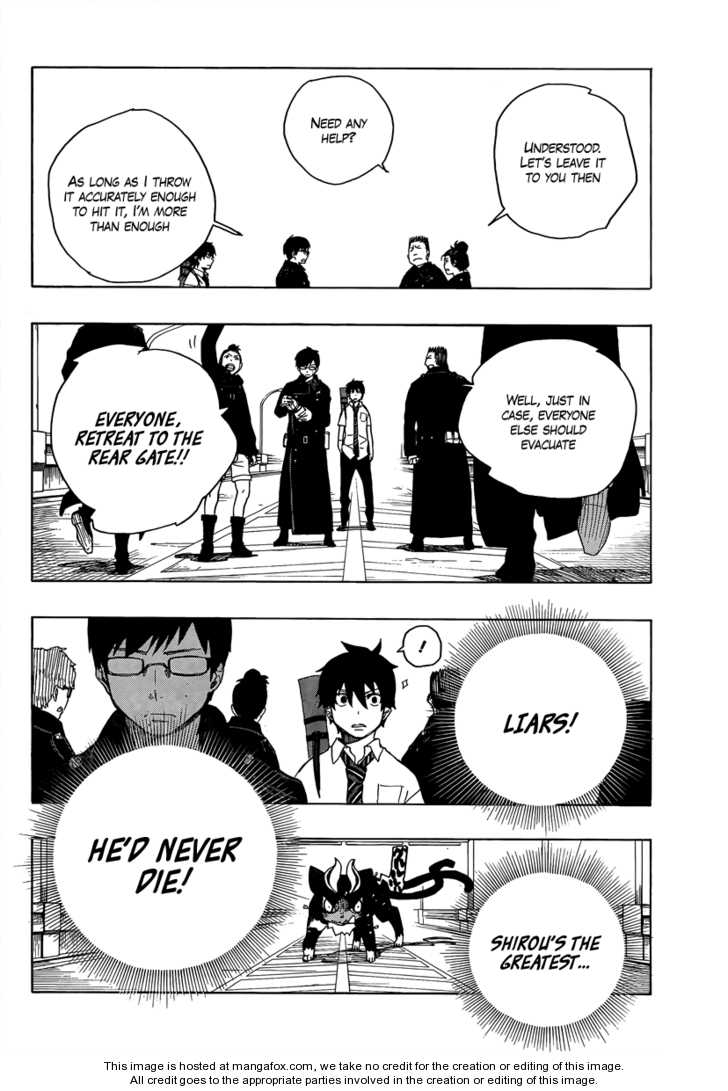 UNDERSTOOD.
LET'S LEAVE IT
TO YOU THEN
NEED ANY
HELP?
AS LONG AS I THROW
IT ACCURATELY ENOUGH
TO HIT IT, I'M MORE
THAN ENOUGH
WELL, JUST IN
CASE, EVERYONE
ELSE SHOULD
EVACUATE
EVERYONE,
RETREAT TO THE
REAR GATE!!
LIARS!
!
HE'D NEVER
DIE!
SHIROU'S THE
GREATEST...
This image is hosted at mangafox.com, we take no credit for the creation or editing of this image.
All credit goes to the appropriate parties involved in the creation or editing of this image.